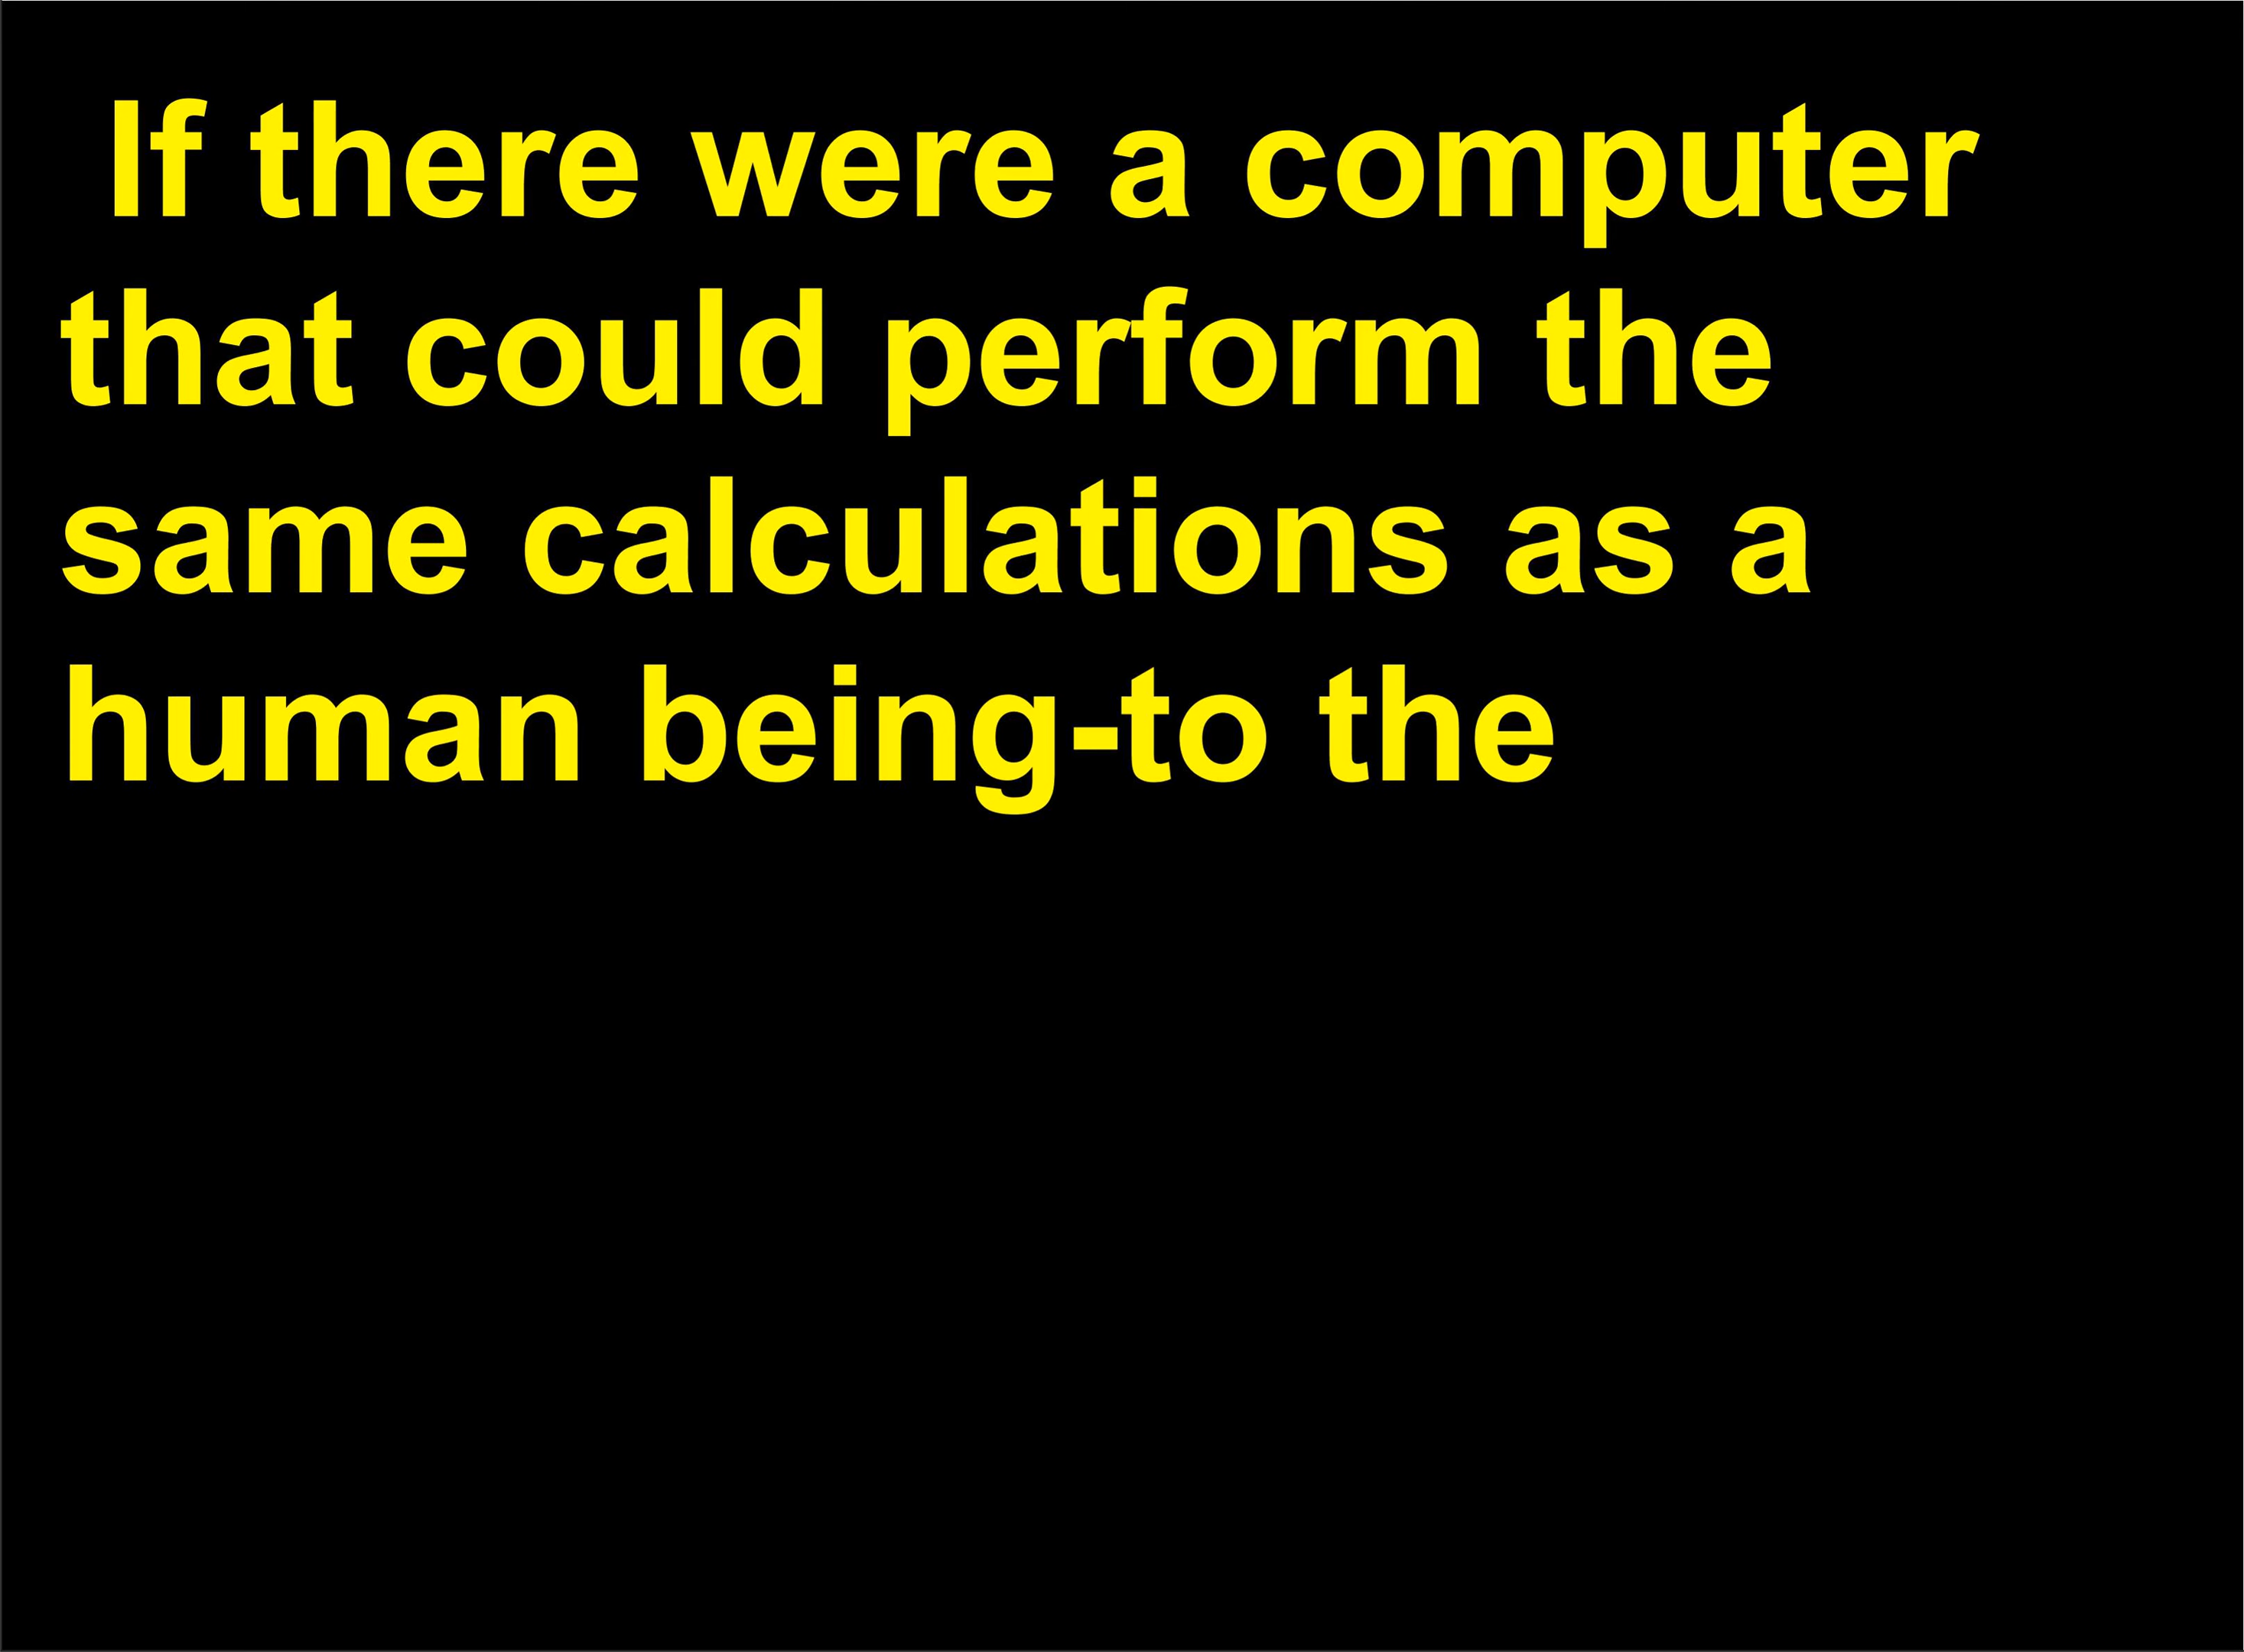 If there were a computer
that could perform the
same calculations as a
human being-to the